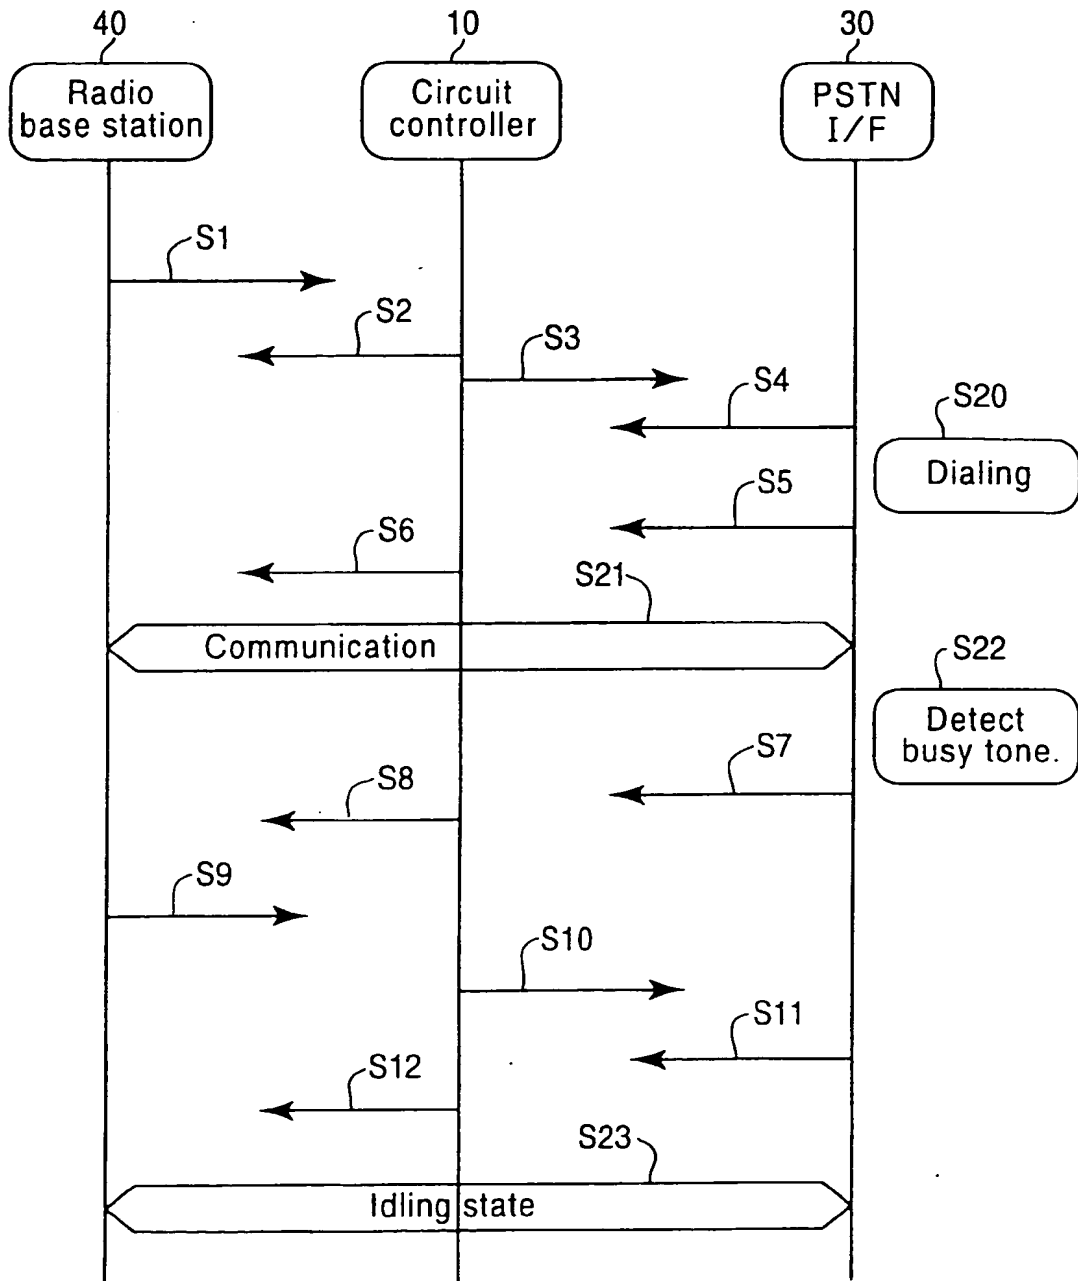 40
10
30
Radio
base station
Circuit
controller
PSTN
I/F
S1
S2
S3
S4
S20
Dialing
S5
S6
S21
Communication
S22
Detect
busy tone.
S7
S8
S9
S10
S11
S12
S23
Idling state